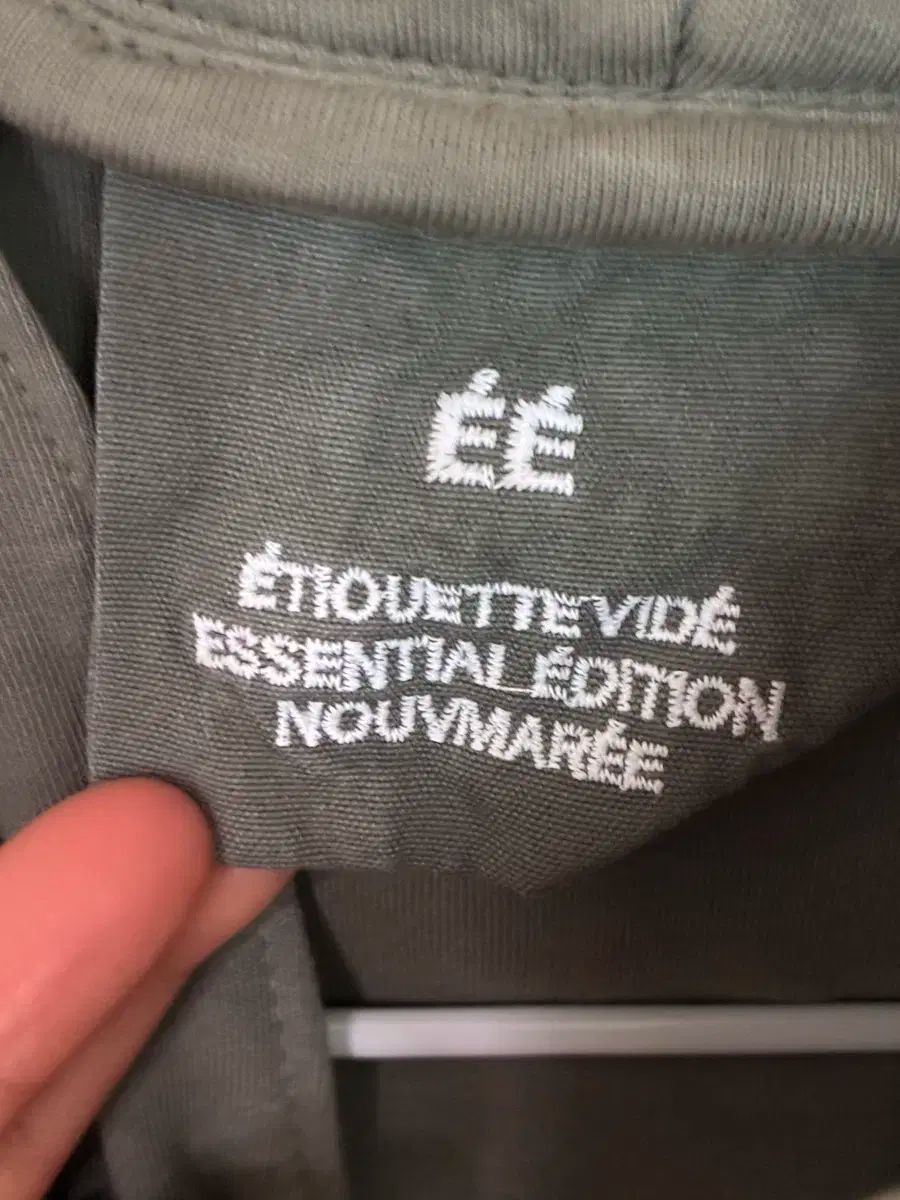 ÉÉ
ÉTIQUETTE VIDÉ
ESSENTIAL ÉDITION
NOUVMARÉE